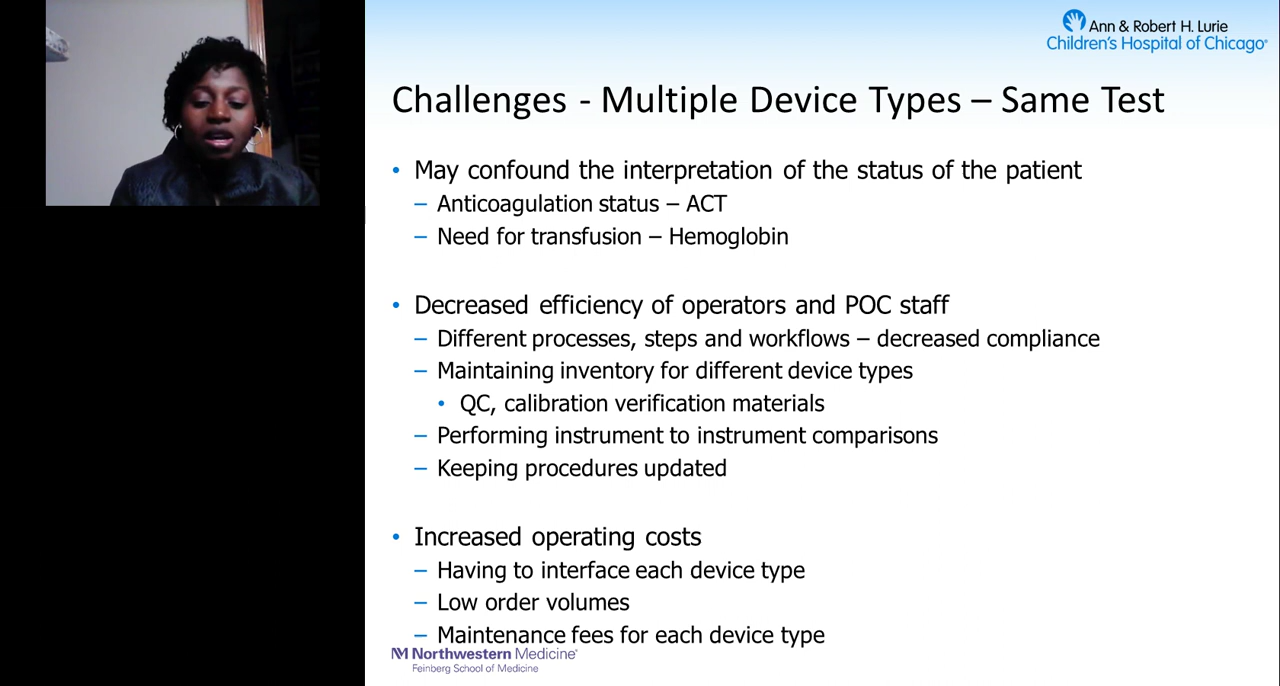 Ann & Robert H. Lurie
Children's Hospital of Chicago®
Challenges - Multiple Device Types – Same Test
• May confound the interpretation of the status of the patient
– Anticoagulation status – ACT
– Need for transfusion – Hemoglobin
• Decreased efficiency of operators and POC staff
– Different processes, steps and workflows – decreased compliance
– Maintaining inventory for different device types
• QC, calibration verification materials
– Performing instrument to instrument comparisons
– Keeping procedures updated
• Increased operating costs
– Having to interface each device type
– Low order volumes
– Maintenance fees for each device type
NM Northwestern Medicine®
Feinberg School of Medicine